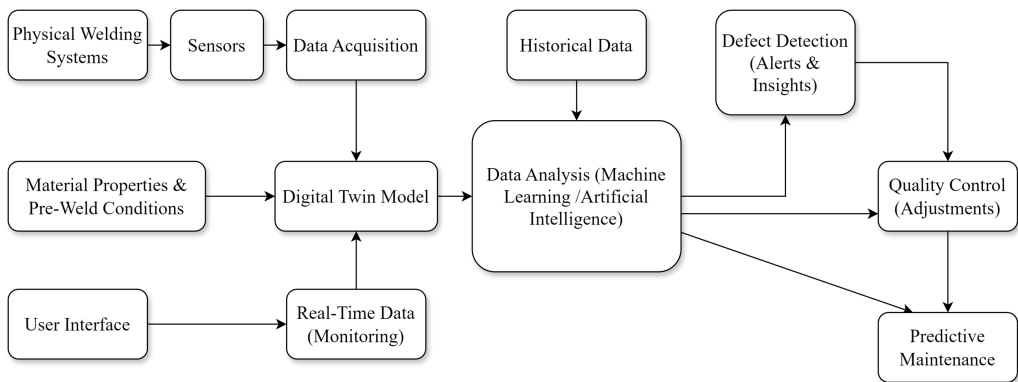 Physical Welding
Systems
Sensors
Data Acquisition
Historical Data
Defect Detection
(Alerts &
Insights)
Material Properties &
Pre-Weld Conditions
Digital Twin Model
Data Analysis (Machine
Learning /Artificial
Intelligence)
Quality Control
(Adjustments)
User Interface
Real-Time Data
(Monitoring)
Predictive
Maintenance